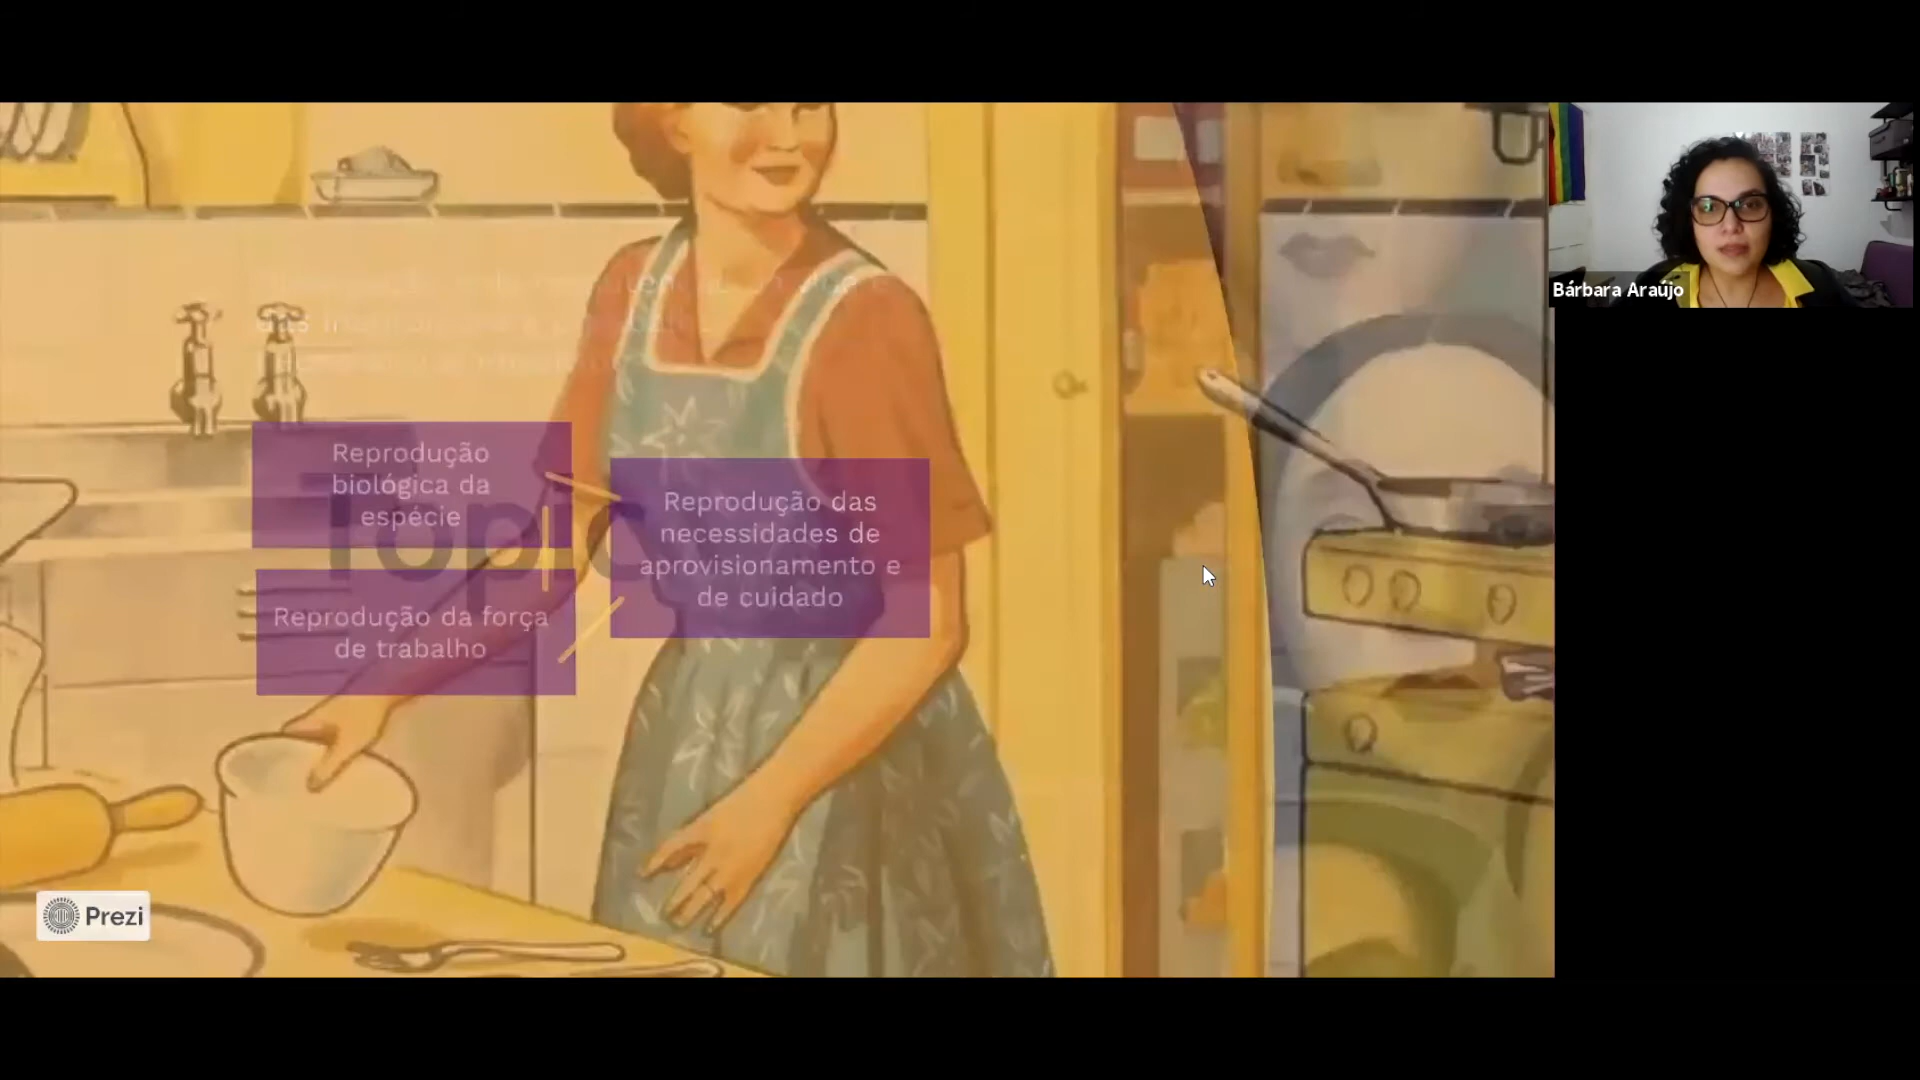 Reprodução
biológica da
espécie
Reprodução da força
de trabalho
Reprodução das
necessidades de
aprovisionamento e
de cuidado
Topic
Prezi
Bárbara Araújo